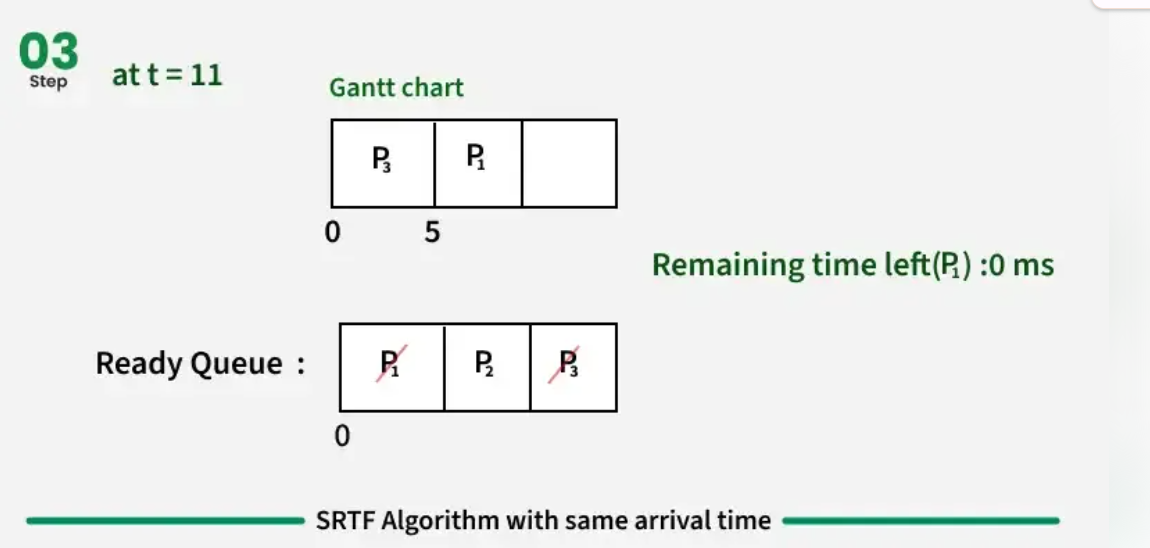 03
Step
at t = 11
Gantt chart
P3 P1
0 5
Remaining time left(P1) :0 ms
Ready Queue :
P1 P2 P3
0
SRTF Algorithm with same arrival time